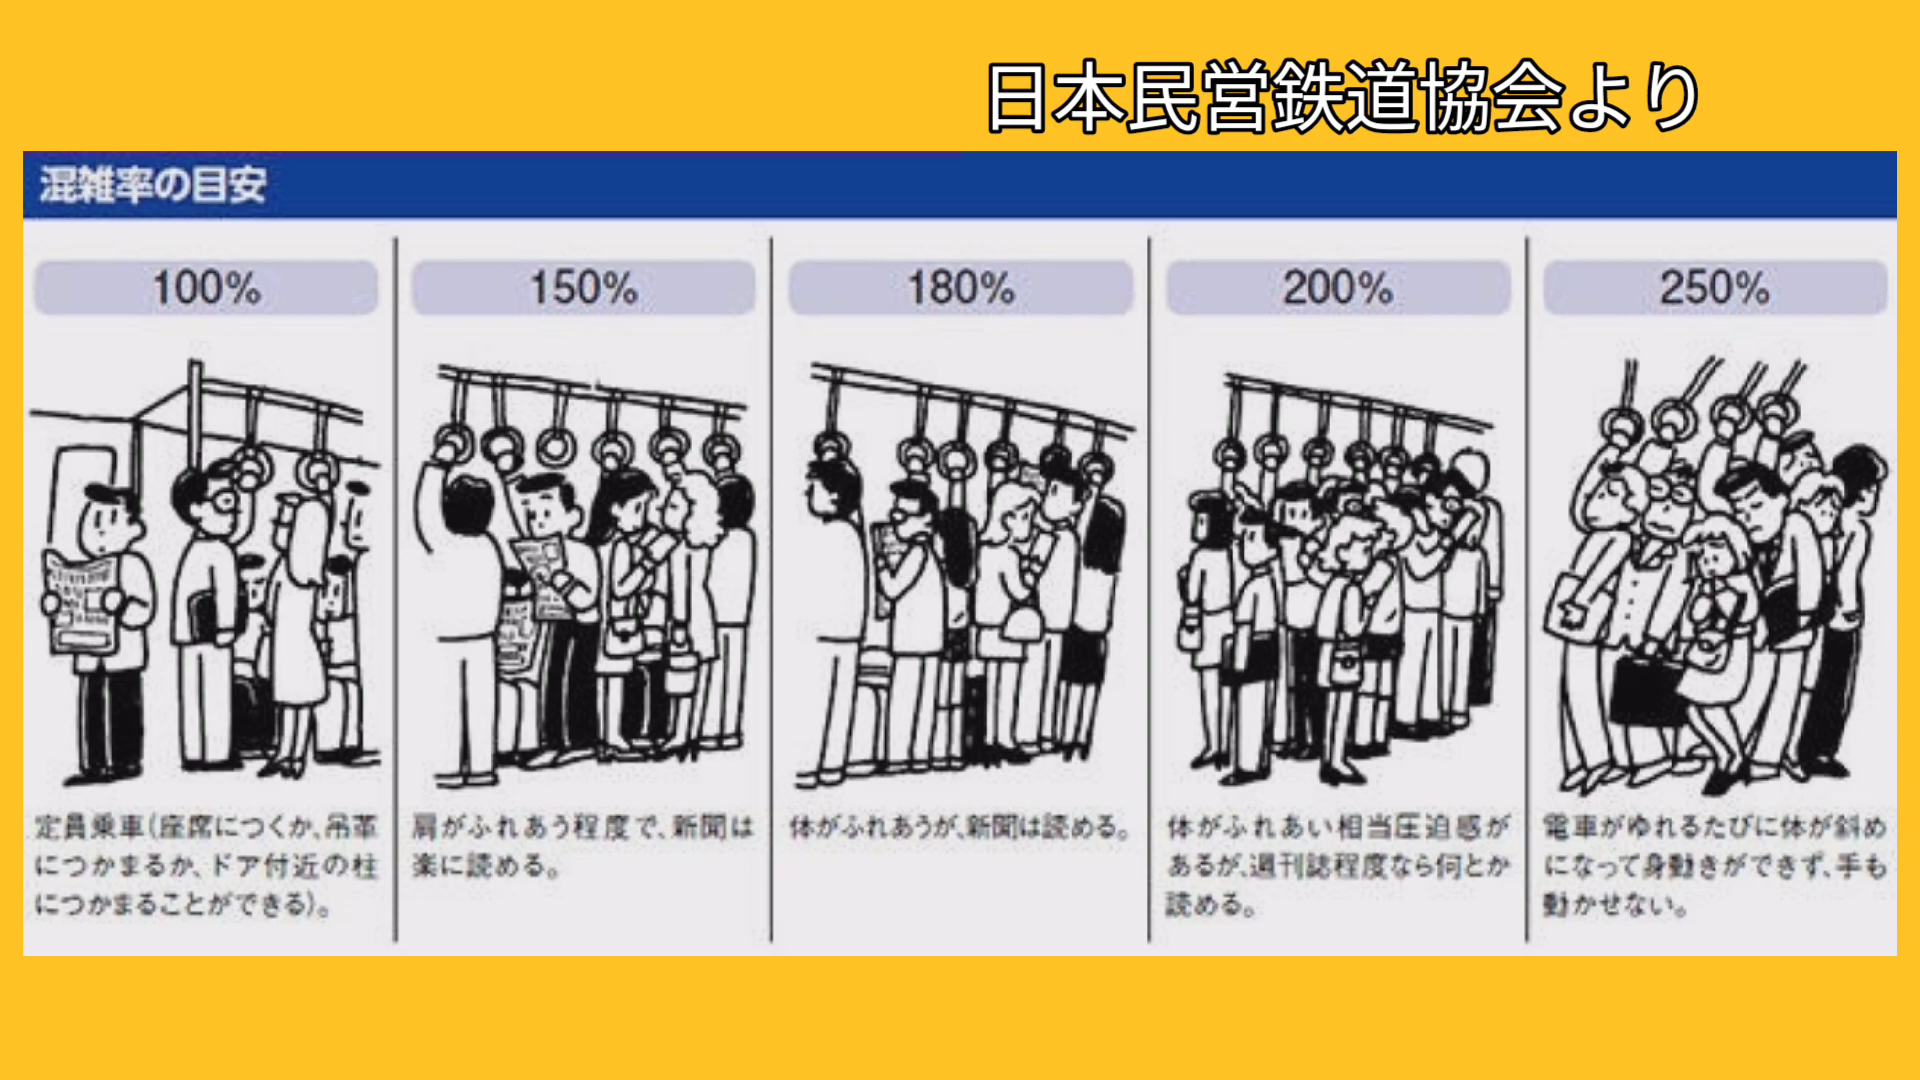 日本民営鉄道協会より
混雑率の目安
100%
150%
180%
200%
250%
定員乗車(座席につくか、吊革
につかまるか、ドア付近の柱
につかまることができる)。
肩がふれあう程度で、新聞は
楽に読める。
体がふれあうが、新聞は読める。
体がふれあい相当圧迫感が
あるが、週刊誌程度なら何とか
読める。
電車がゆれるたびに体が斜め
になって身動きができず、手も
動かせない。